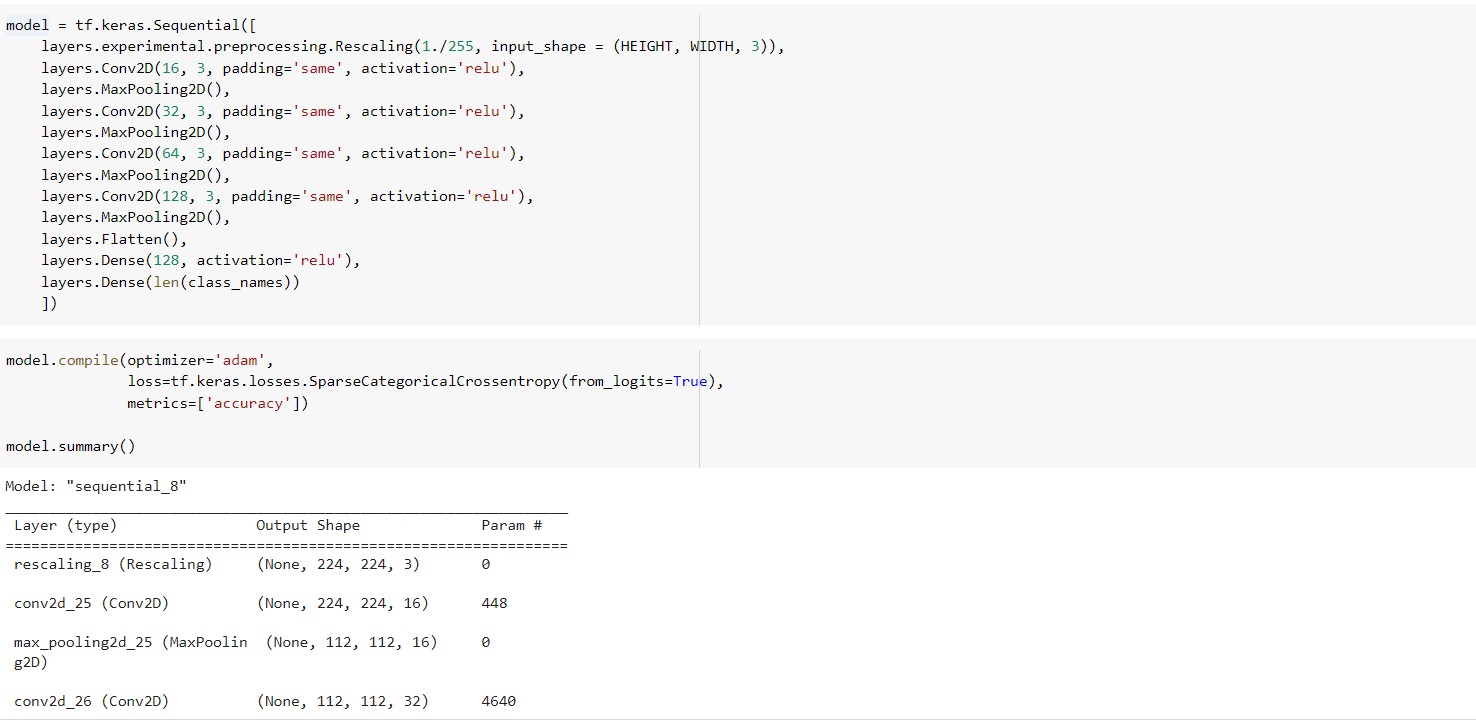 model = tf.keras.Sequential([
    layers.experimental.preprocessing.Rescaling(1./255, input_shape = (HEIGHT, WIDTH, 3)),
    layers.Conv2D(16, 3, padding='same', activation='relu'),
    layers.MaxPooling2D(),
    layers.Conv2D(32, 3, padding='same', activation='relu'),
    layers.MaxPooling2D(),
    layers.Conv2D(64, 3, padding='same', activation='relu'),
    layers.MaxPooling2D(),
    layers.Conv2D(128, 3, padding='same', activation='relu'),
    layers.MaxPooling2D(),
    layers.Flatten(),
    layers.Dense(128, activation='relu'),
    layers.Dense(len(class_names))
    ])
model.compile(optimizer='adam',
              loss=tf.keras.losses.SparseCategoricalCrossentropy(from_logits=True),
              metrics=['accuracy'])
model.summary()
Model: "sequential_8"
_________________________________________________________________
 Layer (type)                Output Shape              Param #
=================================================================
 rescaling_8 (Rescaling)     (None, 224, 224, 3)       0
 conv2d_25 (Conv2D)          (None, 224, 224, 16)      448
 max_pooling2d_25 (MaxPoolin  (None, 112, 112, 16)     0
 g2D)
 conv2d_26 (Conv2D)          (None, 112, 112, 32)      4640